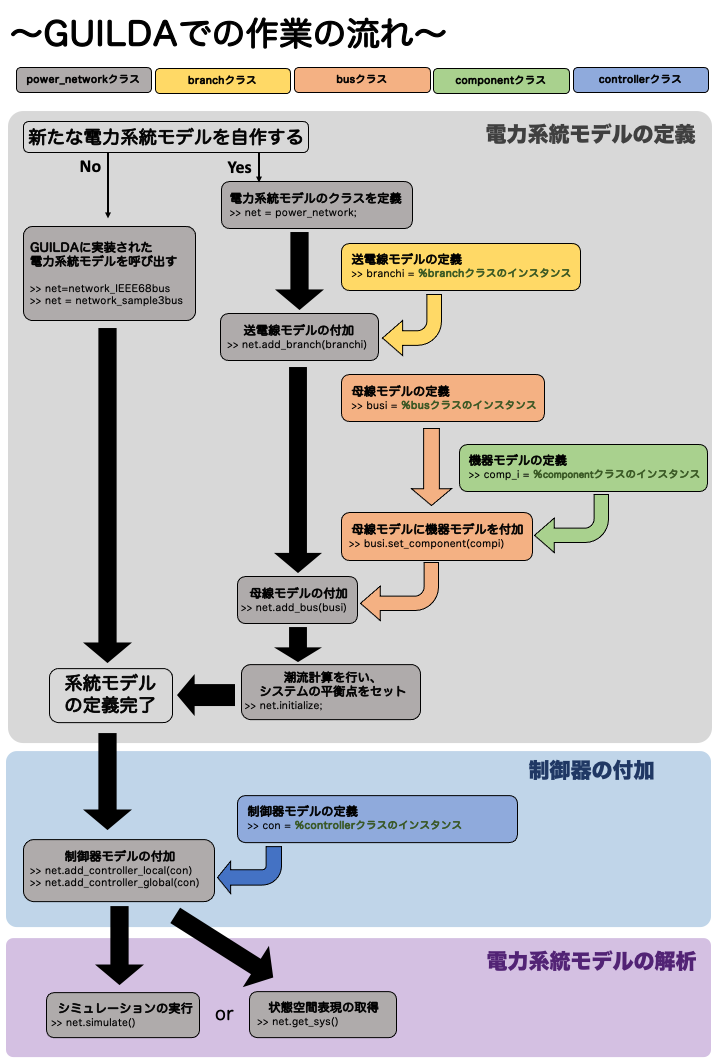 ～GUILDAでの作業の流れ～
power_networkクラス
branchクラス
busクラス
componentクラス
controllerクラス
電力系統モデルの定義
新たな電力系統モデルを自作する
No
Yes
電力系統モデルのクラスを定義
>> net = power_network;
GUILDAに実装された
電力系統モデルを呼び出す
>> net=network_IEEE68bus
>> net = network_sample3bus
送電線モデルの定義
>> branchi = %branchクラスのインスタンス
送電線モデルの付加
>> net.add_branch(branchi)
母線モデルの定義
>> busi = %busクラスのインスタンス
機器モデルの定義
>> comp_i = %componentクラスのインスタンス
母線モデルに機器モデルを付加
>> busi.set_component(compi)
母線モデルの付加
>> net.add_bus(busi)
潮流計算を行い、
システムの平衡点をセット
>> net.initialize;
系統モデル
の定義完了
制御器の付加
制御器モデルの定義
>> con = %controllerクラスのインスタンス
制御器モデルの付加
>> net.add_controller_local(con)
>> net.add_controller_global(con)
電力系統モデルの解析
シミュレーションの実行
>> net.simulate()
or
状態空間表現の取得
>> net.get_sys()